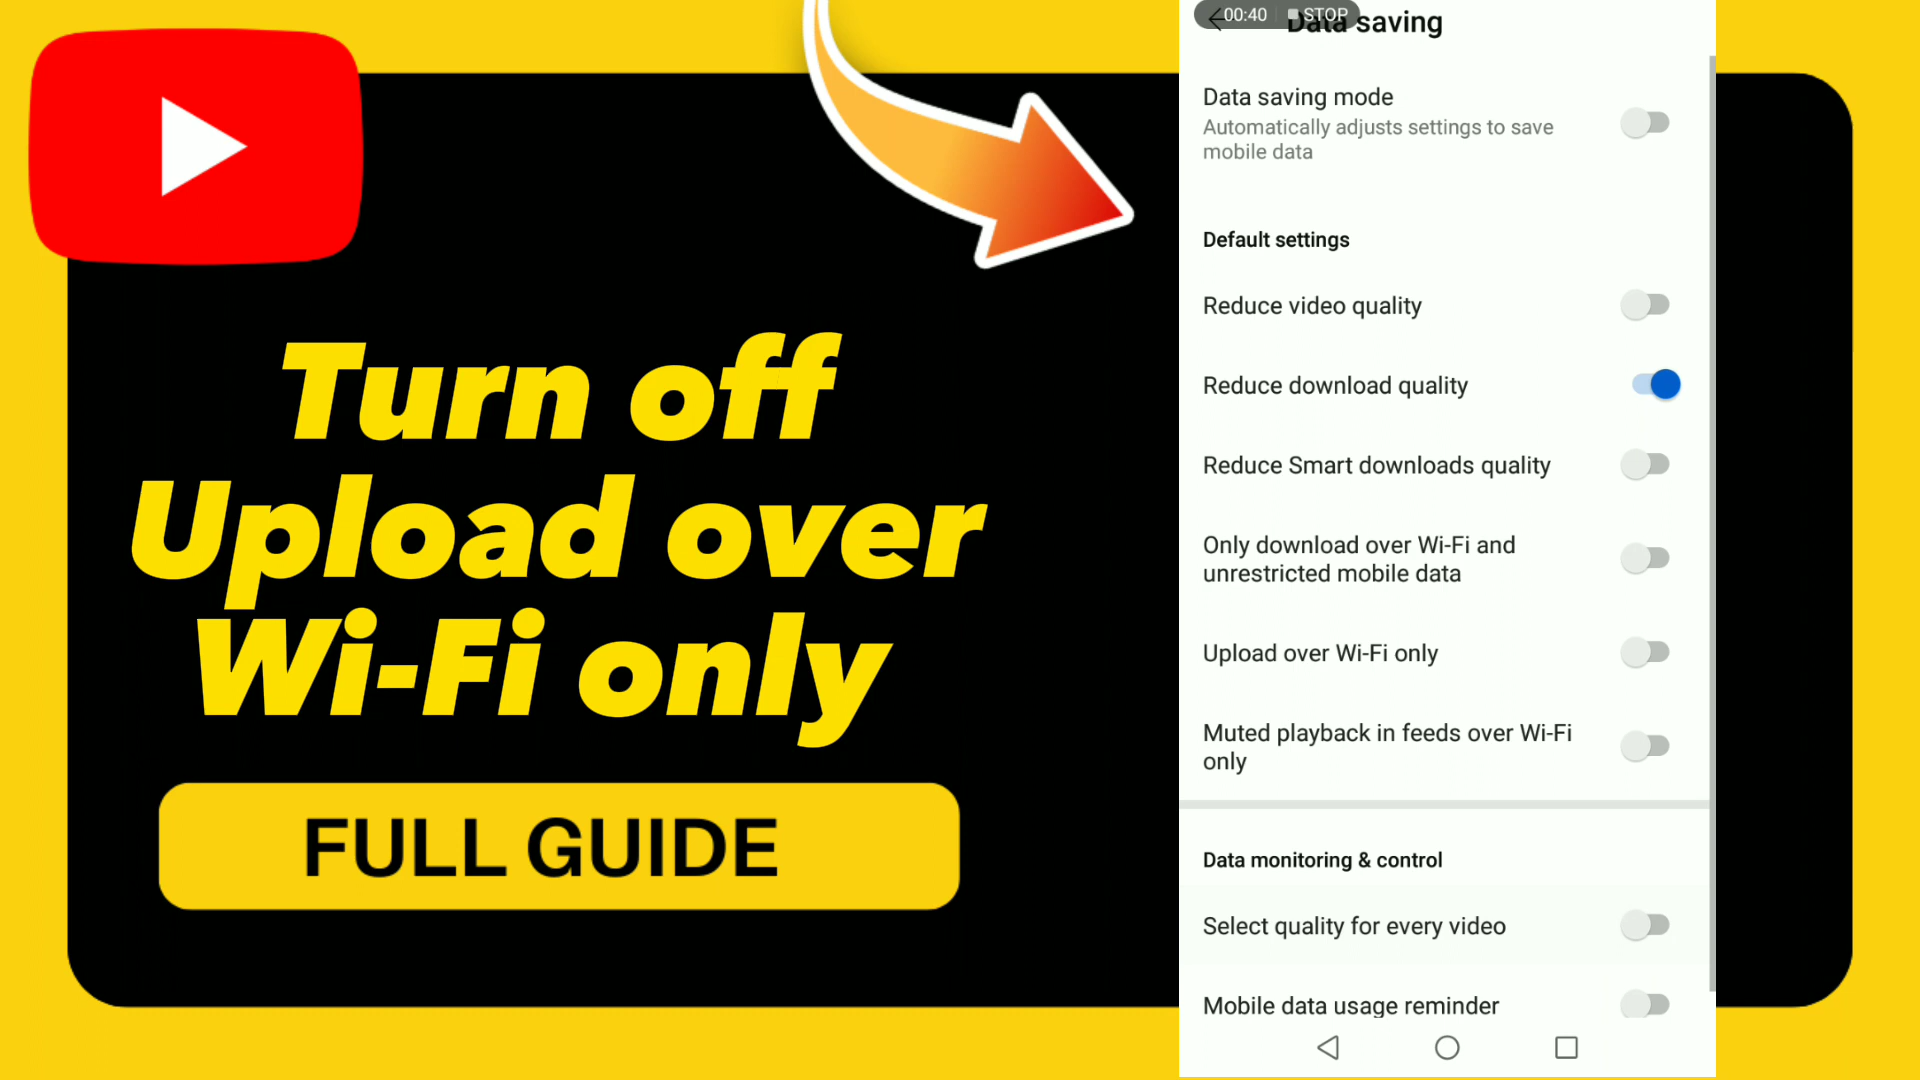 Turn off
Upload over
Wi-Fi only
FULL GUIDE
00:40 STOP
Data saving
Data saving mode
Automatically adjusts settings to save
mobile data
Default settings
Reduce video quality
Reduce download quality
Reduce Smart downloads quality
Only download over Wi-Fi and
unrestricted mobile data
Upload over Wi-Fi only
Muted playback in feeds over Wi-Fi
only
Data monitoring & control
Select quality for every video
Mobile data usage reminder